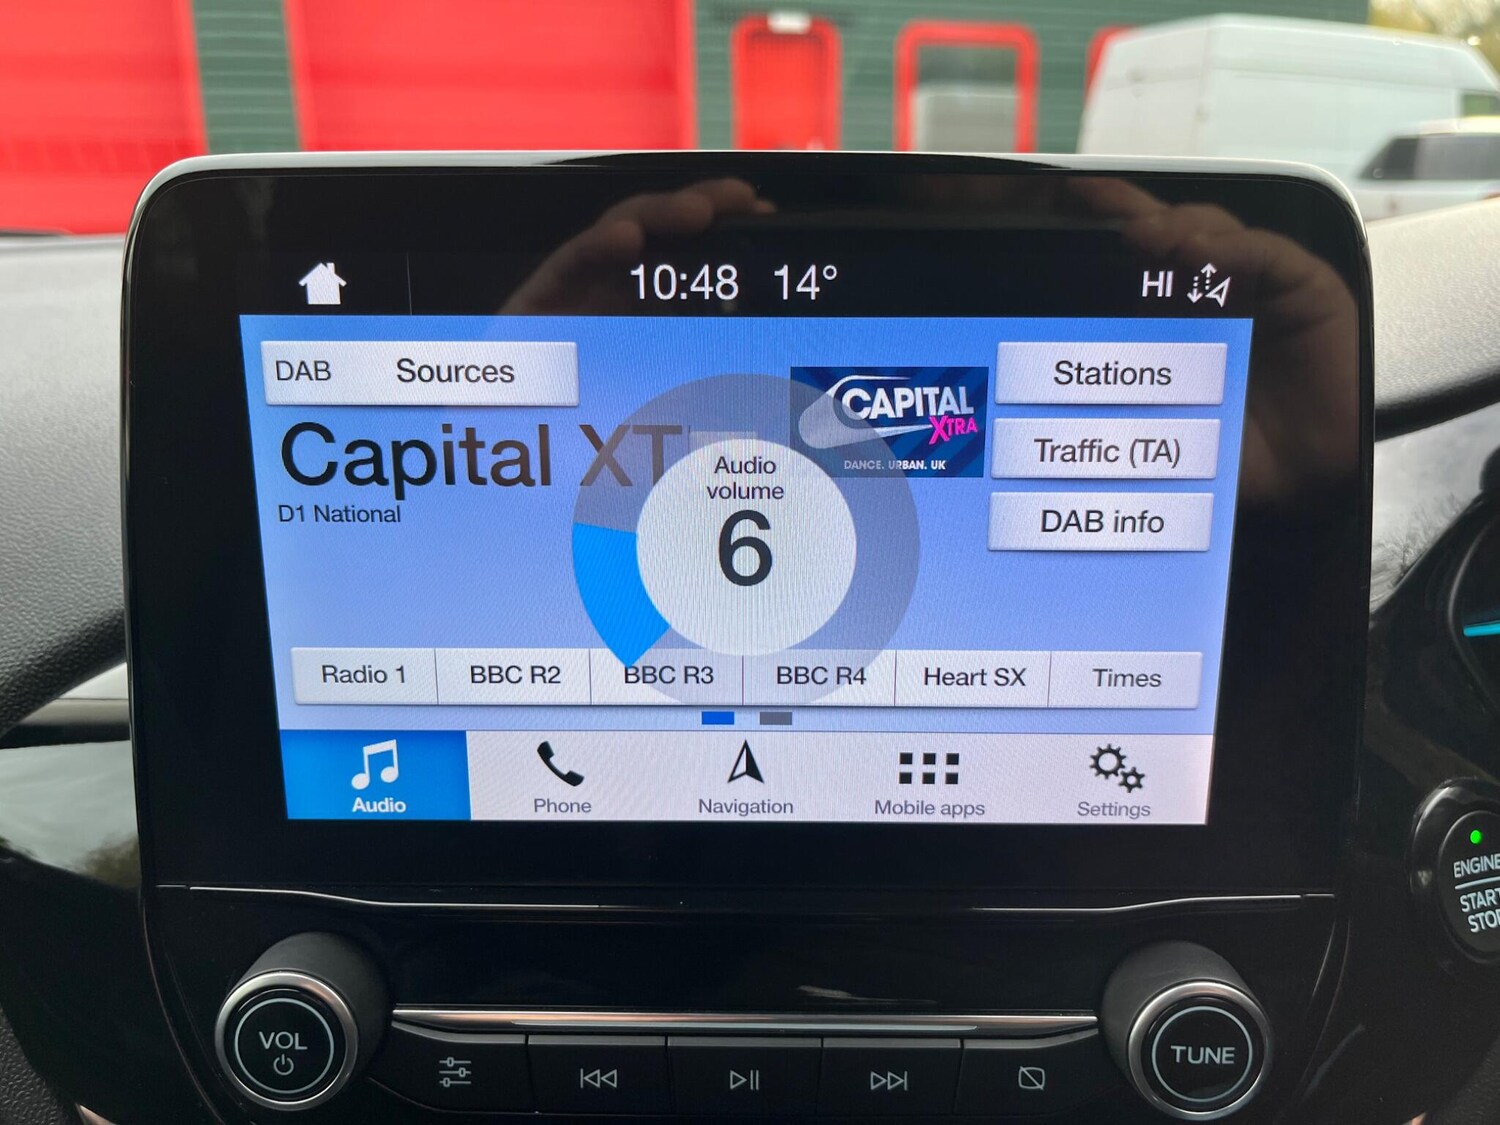 10:48 14° HI
DAB Sources
CAPITAL
XTRA
DANCE. URBAN. UK
Stations
Capital XT
D1 National
Audio
volume
6
Traffic (TA)
DAB info
Radio 1 BBC R2 BBC R3 BBC R4 Heart SX Times
Audio Phone Navigation Mobile apps Settings
ENGINE
START
STOP
VOL
TUNE